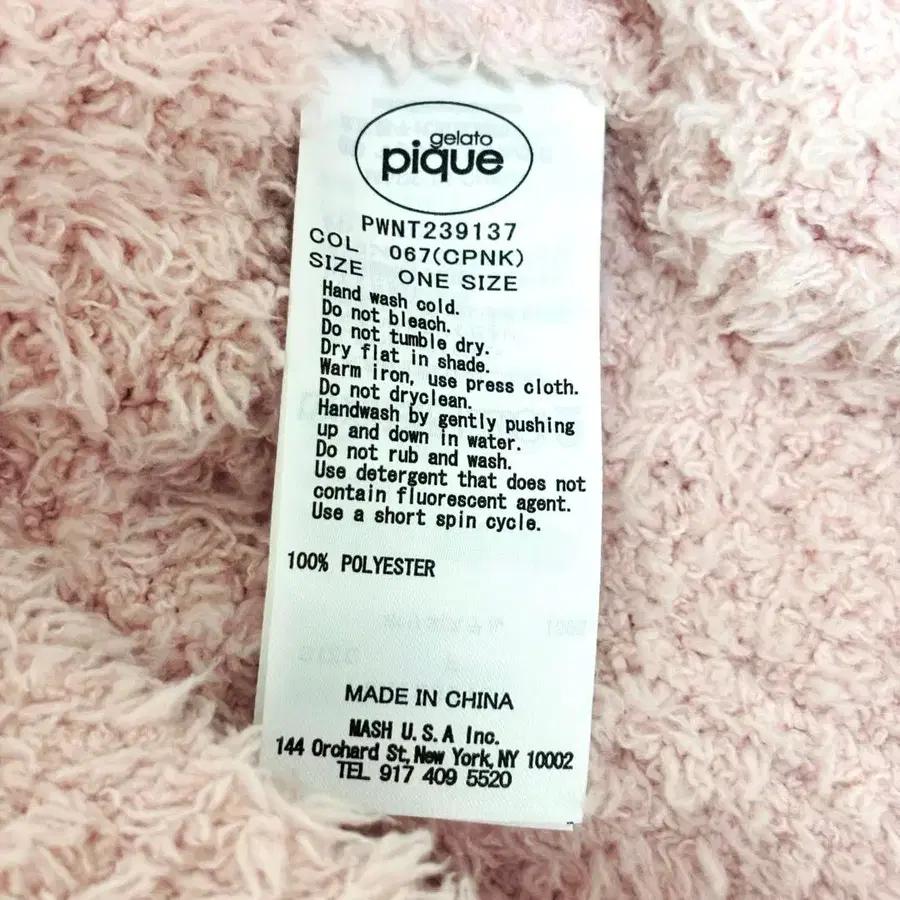 gelato
pique
PWNT239137
COL 067(CPNK)
SIZE ONE SIZE
Hand wash cold.
Do not bleach.
Do not tumble dry.
Dry flat in shade.
Warm iron, use press cloth.
Do not dryclean.
Handwash by gently pushing
up and down in water.
Do not rub and wash.
Use detergent that does not
contain fluorescent agent.
Use a short spin cycle.
100% POLYESTER
MADE IN CHINA
MASH U.S.A Inc.
144 Orchard St, New York, NY 10002
TEL 917 409 5520